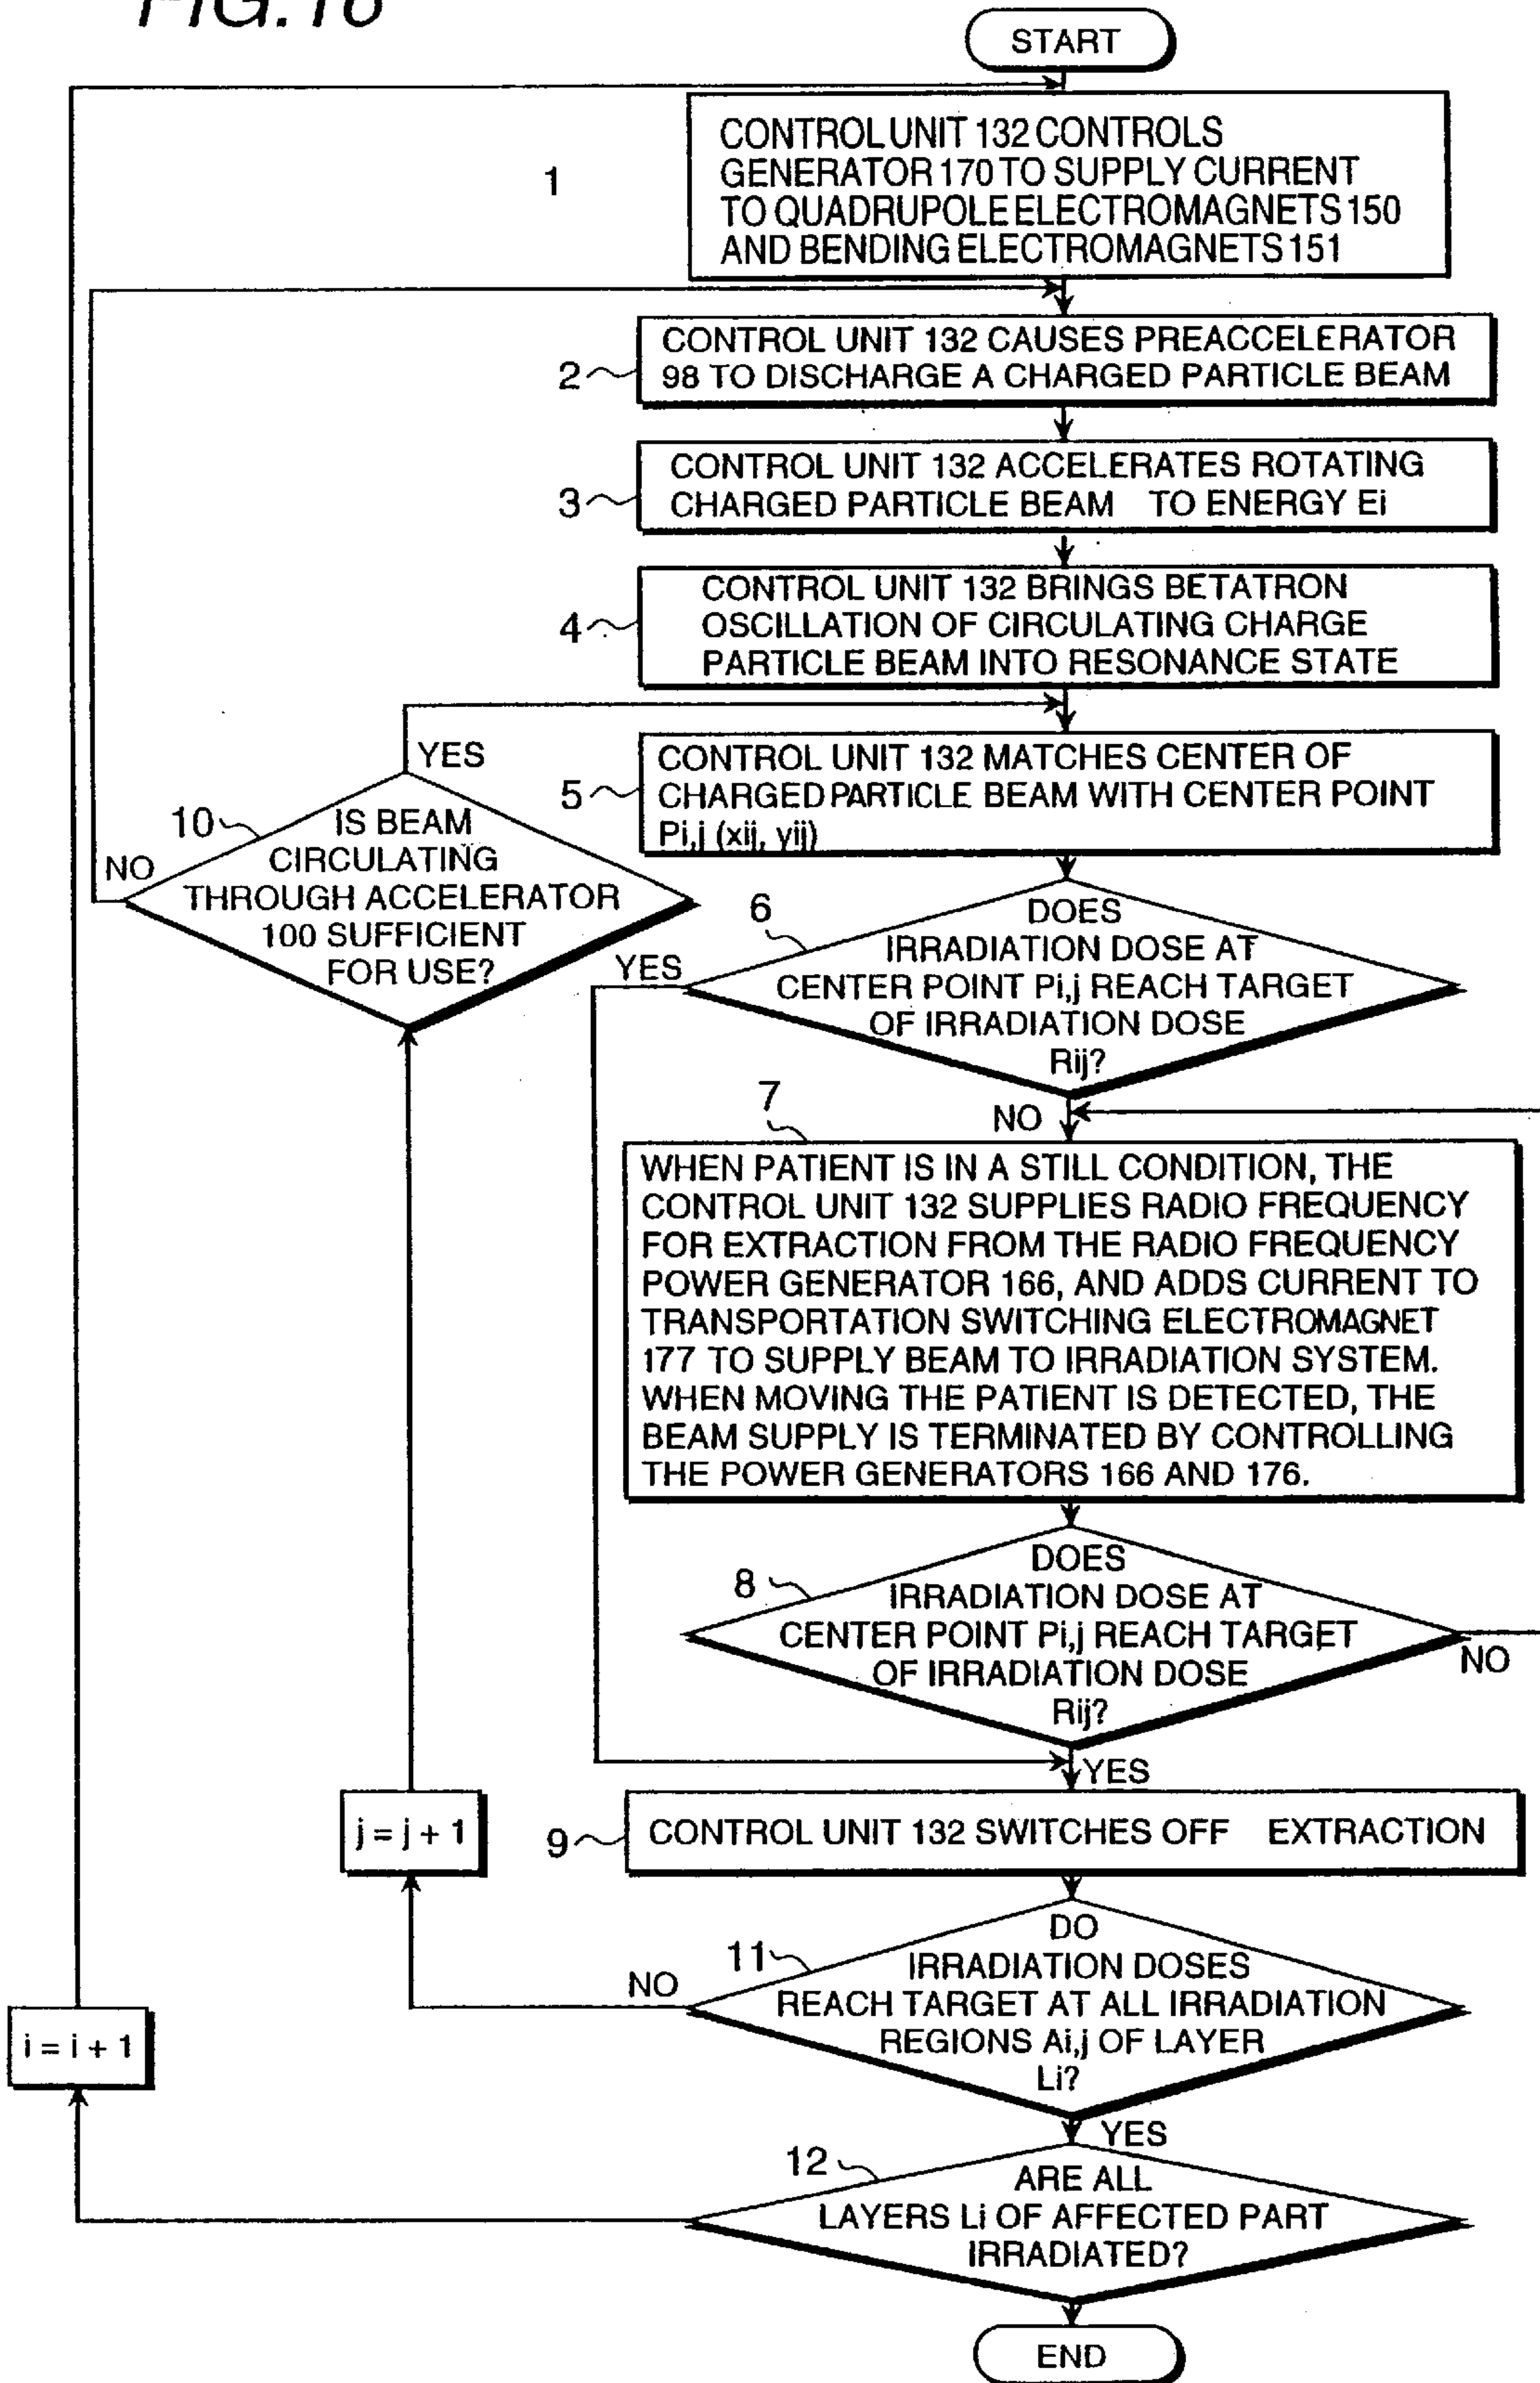 FIG. 16
START
1
CONTROL UNIT 132 CONTROLS
GENERATOR 170 TO SUPPLY CURRENT
TO QUADRUPOLE ELECTROMAGNETS 150
AND BENDING ELECTROMAGNETS 151
2
CONTROL UNIT 132 CAUSES PREACCELERATOR
98 TO DISCHARGE A CHARGED PARTICLE BEAM
3
CONTROL UNIT 132 ACCELERATES ROTATING
CHARGED PARTICLE BEAM TO ENERGY Ei
4
CONTROL UNIT 132 BRINGS BETATRON
OSCILLATION OF CIRCULATING CHARGE
PARTICLE BEAM INTO RESONANCE STATE
5
CONTROL UNIT 132 MATCHES CENTER OF
CHARGED PARTICLE BEAM WITH CENTER POINT
Pi,j (xij, yij)
YES
10
IS BEAM
CIRCULATING
THROUGH ACCELERATOR
100 SUFFICIENT
FOR USE?
NO
6
DOES
IRRADIATION DOSE AT
CENTER POINT Pi,j REACH TARGET
OF IRRADIATION DOSE
Rij?
YES
NO
7
WHEN PATIENT IS IN A STILL CONDITION, THE
CONTROL UNIT 132 SUPPLIES RADIO FREQUENCY
FOR EXTRACTION FROM THE RADIO FREQUENCY
POWER GENERATOR 166, AND ADDS CURRENT TO
TRANSPORTATION SWITCHING ELECTROMAGNET
177 TO SUPPLY BEAM TO IRRADIATION SYSTEM.
WHEN MOVING THE PATIENT IS DETECTED, THE
BEAM SUPPLY IS TERMINATED BY CONTROLLING
THE POWER GENERATORS 166 AND 176.
8
DOES
IRRADIATION DOSE AT
CENTER POINT Pi,j REACH TARGET
OF IRRADIATION DOSE
Rij?
NO
YES
j = j + 1
9
CONTROL UNIT 132 SWITCHES OFF EXTRACTION
11
DO
IRRADIATION DOSES
REACH TARGET AT ALL IRRADIATION
REGIONS Ai,j OF LAYER
Li?
NO
YES
i = i + 1
12
ARE ALL
LAYERS Li OF AFFECTED PART
IRRADIATED?
END